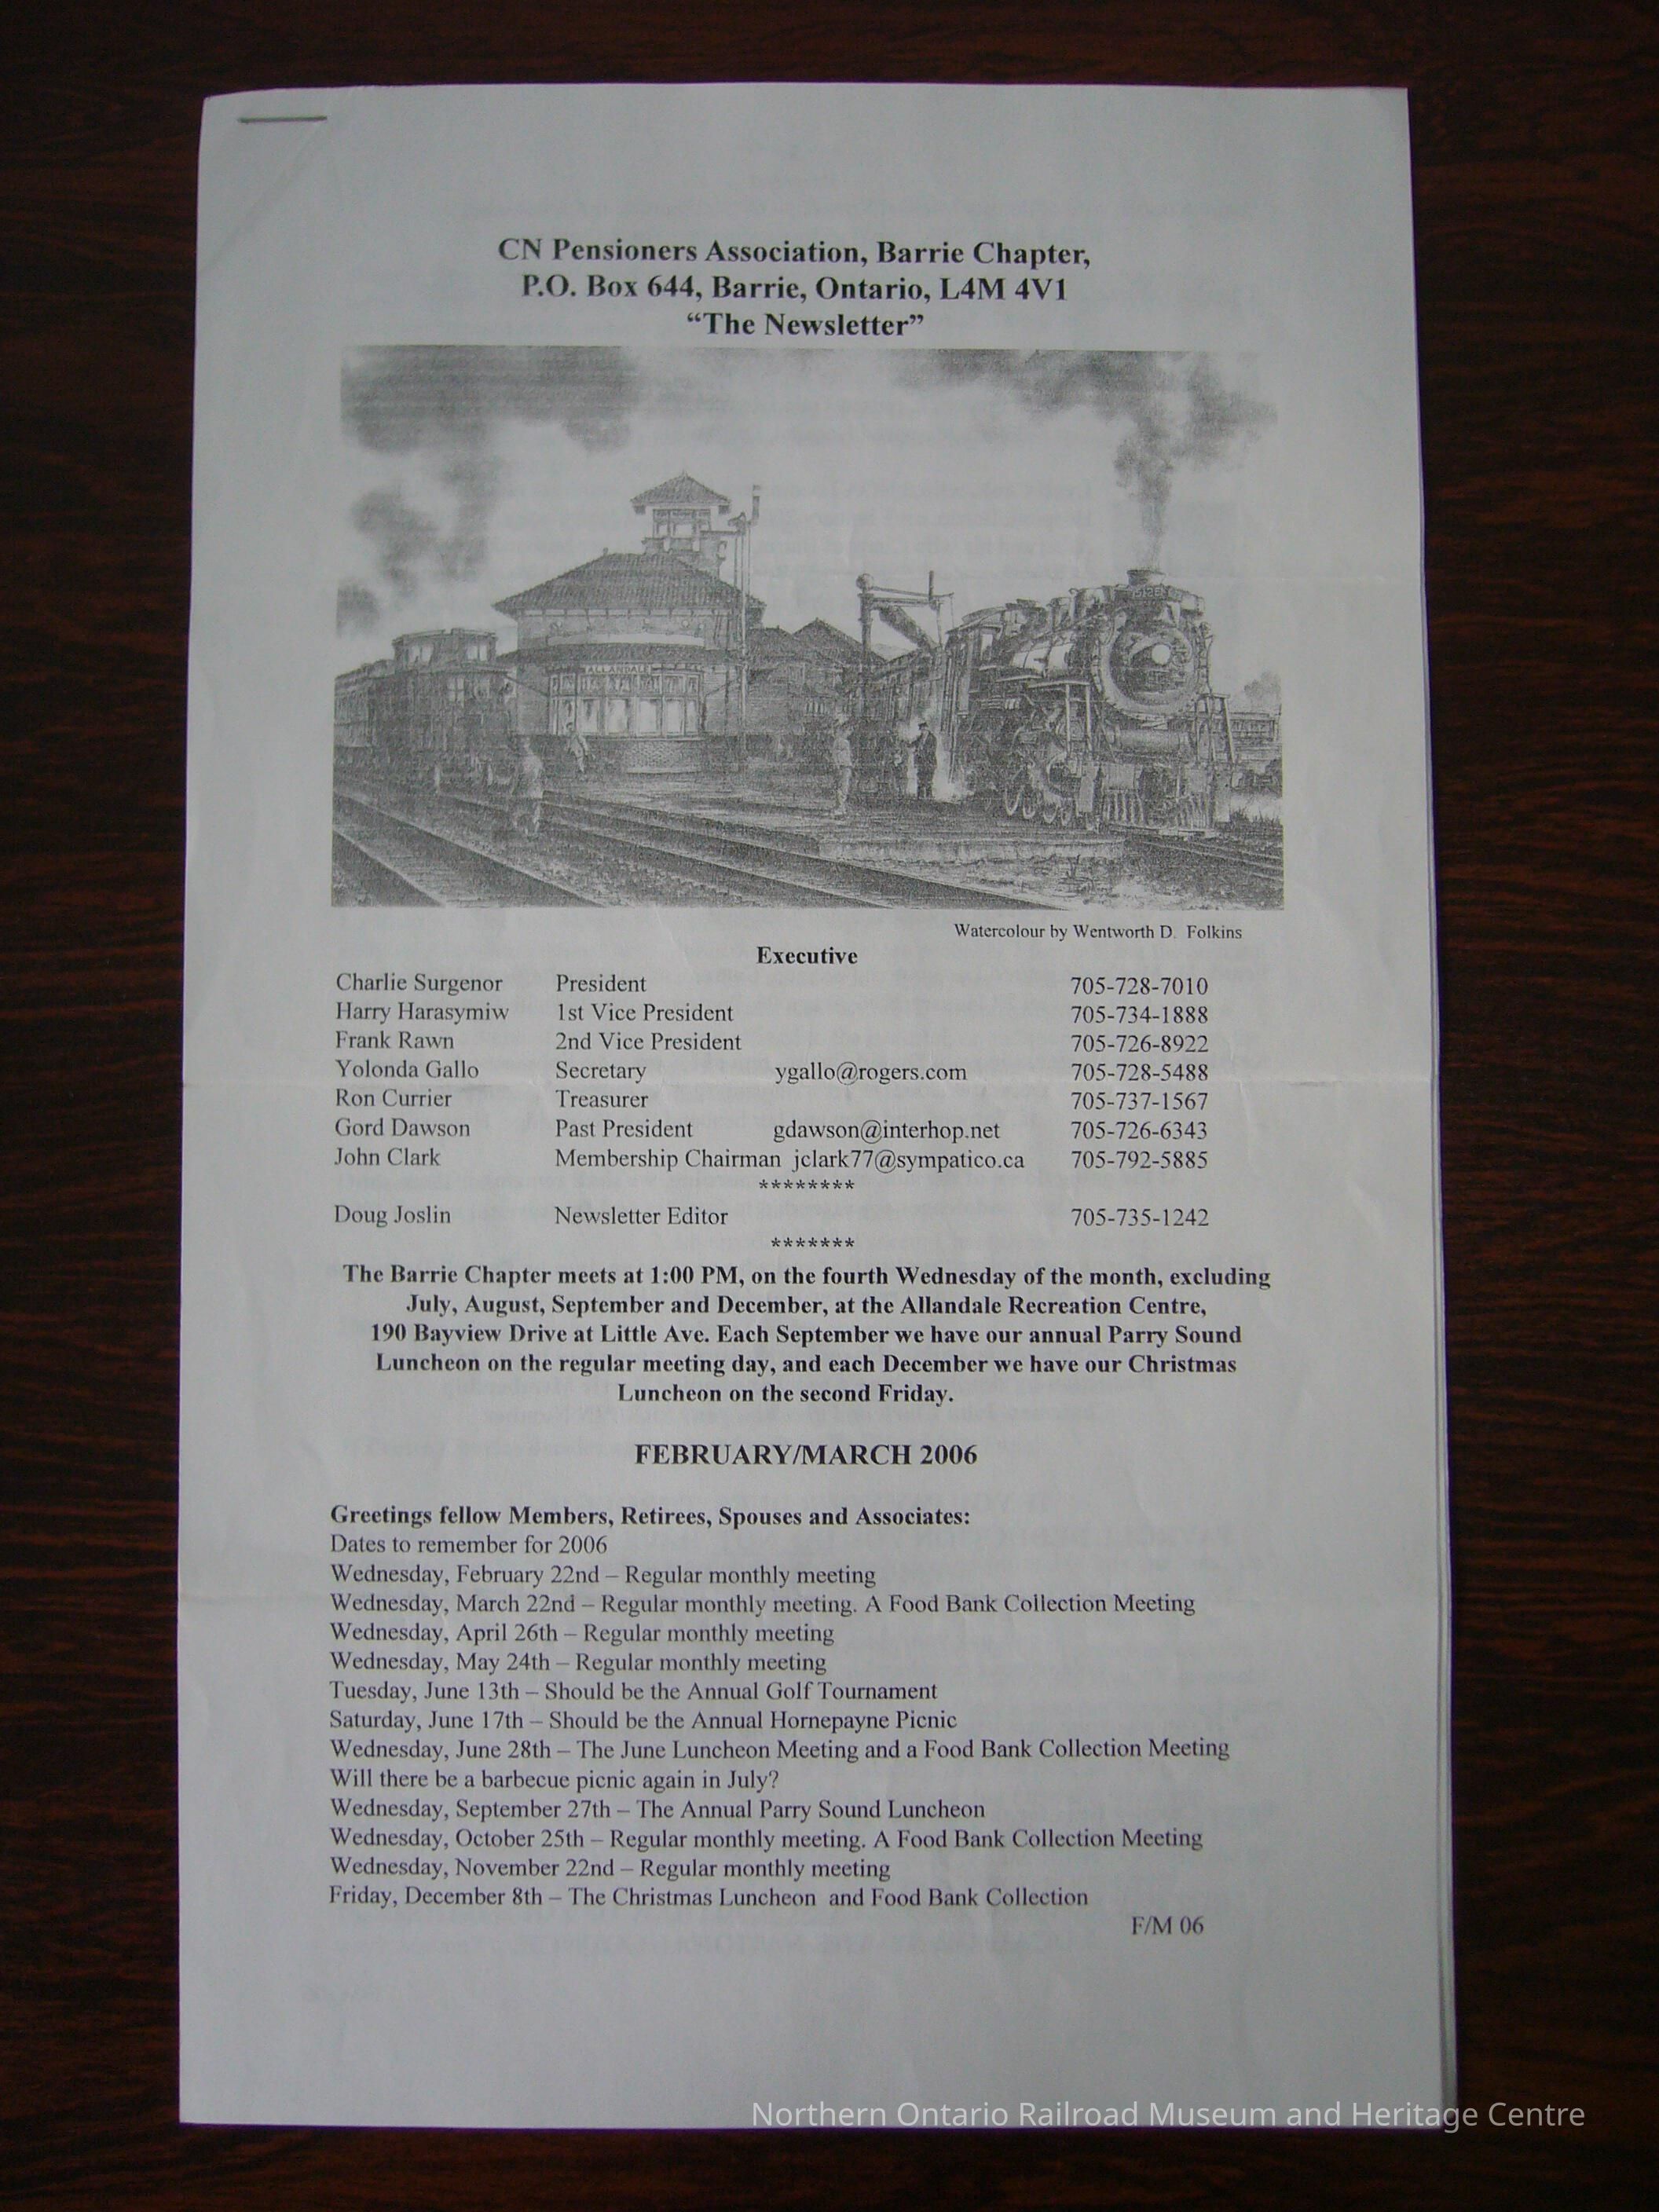 CN Pensioners Association, Barrie Chapter,
P.O. Box 644, Barrie, Ontario, L4M 4V1
“The Newsletter”
ALLANDALE
Watercolour by Wentworth D. Folkins
Executive
Charlie Surgenor President 705-728-7010
Harry Harasymiw 1st Vice President 705-734-1888
Frank Rawn 2nd Vice President 705-726-8922
Yolonda Gallo Secretary ygallo@rogers.com 705-728-5488
Ron Currier Treasurer 705-737-1567
Gord Dawson Past President gdawson@interhop.net 705-726-6343
John Clark Membership Chairman jclark77@sympatico.ca 705-792-5885
********
Doug Joslin Newsletter Editor 705-735-1242
*******
The Barrie Chapter meets at 1:00 PM, on the fourth Wednesday of the month, excluding
July, August, September and December, at the Allandale Recreation Centre,
190 Bayview Drive at Little Ave. Each September we have our annual Parry Sound
Luncheon on the regular meeting day, and each December we have our Christmas
Luncheon on the second Friday.
FEBRUARY/MARCH 2006
Greetings fellow Members, Retirees, Spouses and Associates:
Dates to remember for 2006
Wednesday, February 22nd – Regular monthly meeting
Wednesday, March 22nd – Regular monthly meeting. A Food Bank Collection Meeting
Wednesday, April 26th – Regular monthly meeting
Wednesday, May 24th – Regular monthly meeting
Tuesday, June 13th – Should be the Annual Golf Tournament
Saturday, June 17th – Should be the Annual Hornepayne Picnic
Wednesday, June 28th – The June Luncheon Meeting and a Food Bank Collection Meeting
Will there be a barbecue picnic again in July?
Wednesday, September 27th – The Annual Parry Sound Luncheon
Wednesday, October 25th – Regular monthly meeting. A Food Bank Collection Meeting
Wednesday, November 22nd – Regular monthly meeting
Friday, December 8th – The Christmas Luncheon and Food Bank Collection
F/M 06
Northern Ontario Railroad Museum and Heritage Centre